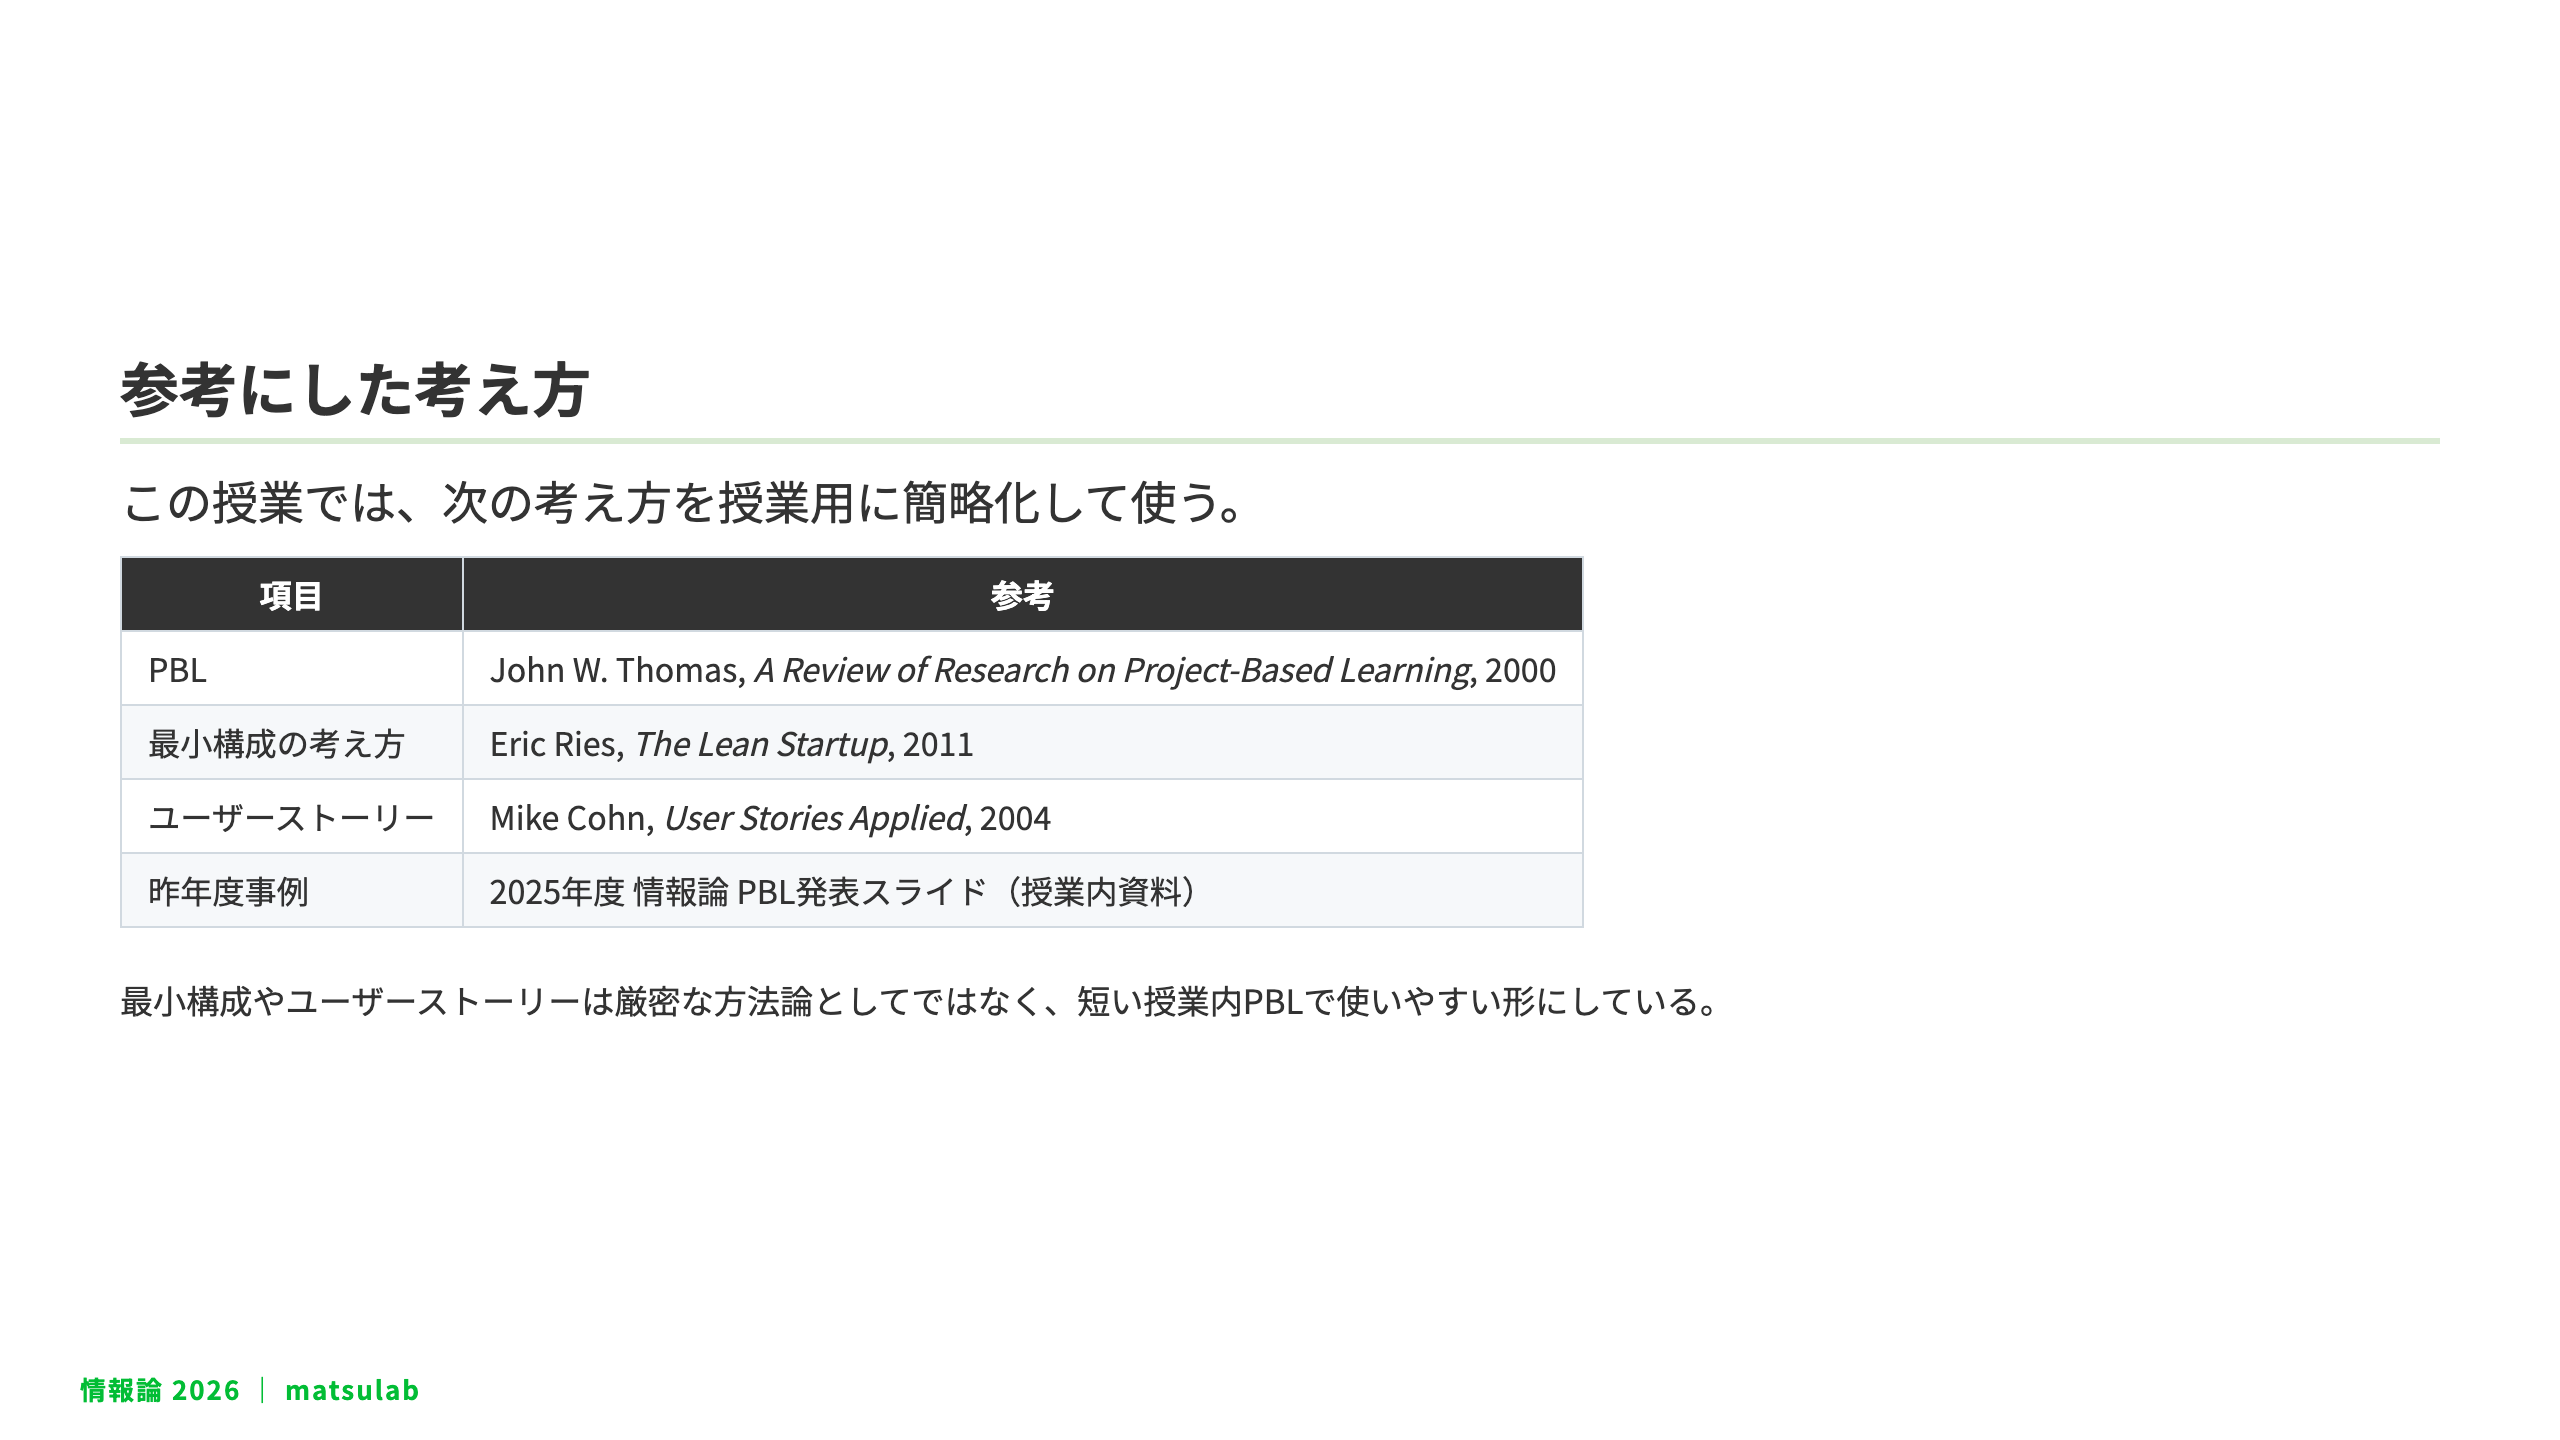 参考にした考え方
この授業では、次の考え方を授業用に簡略化して使う。
項目 参考
PBL John W. Thomas, A Review of Research on Project-Based Learning, 2000
最小構成の考え方 Eric Ries, The Lean Startup, 2011
ユーザーストーリー Mike Cohn, User Stories Applied, 2004
昨年度事例 2025年度 情報論 PBL発表スライド（授業内資料）
最小構成やユーザーストーリーは厳密な方法論としてではなく、短い授業内PBLで使いやすい形にしている。
情報論 2026 ｜ matsulab